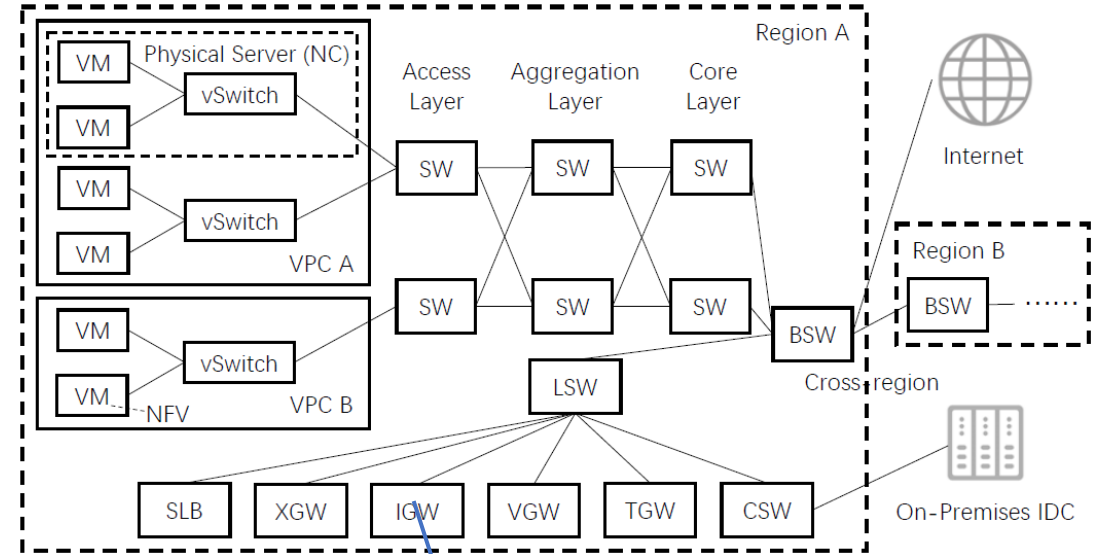 Region A
VM
Physical Server (NC)
vSwitch
VM
VM
vSwitch
VM
VPC A
VM
vSwitch
VM
NFV
VPC B
Access
Layer
Aggregation
Layer
Core
Layer
SW
SW
SW
SW
SW
SW
BSW
LSW
SLB
XGW
IGW
VGW
TGW
CSW
Internet
Region B
BSW
......
Cross-region
On-Premises IDC